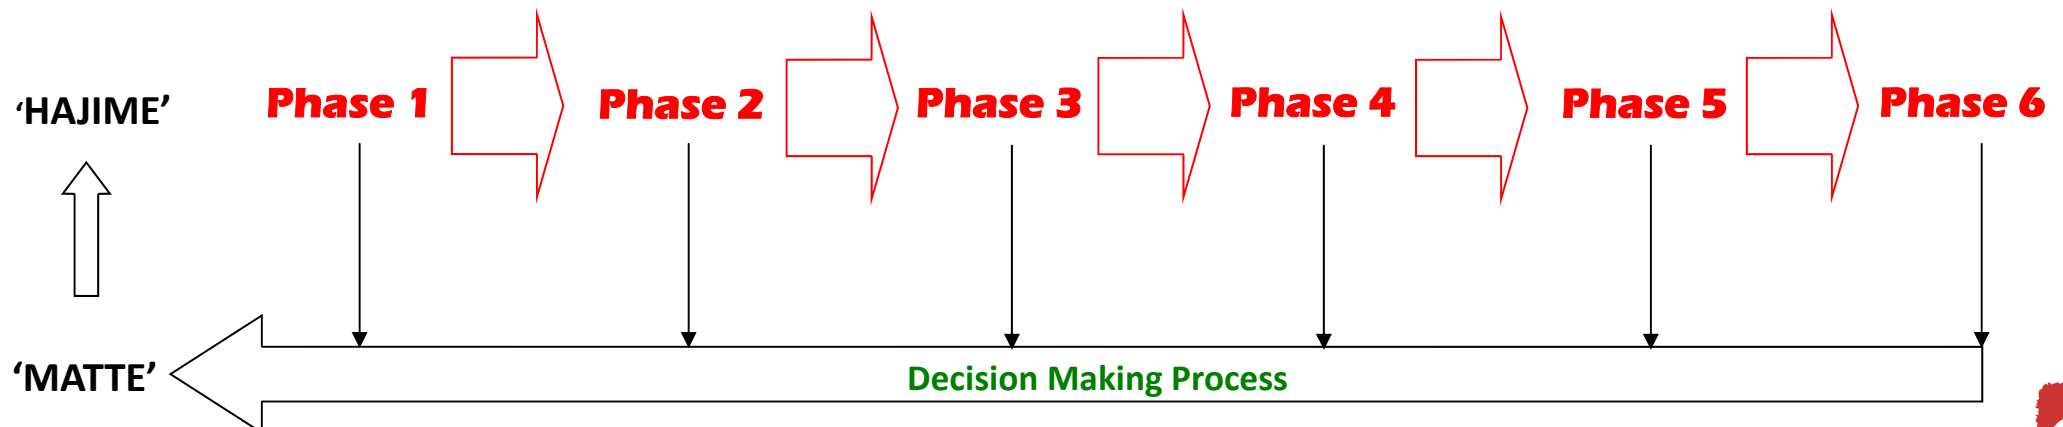 ‘HAJIME’
Phase 1
Phase 2
Phase 3
Phase 4
Phase 5
Phase 6
‘MATTE’
Decision Making Process